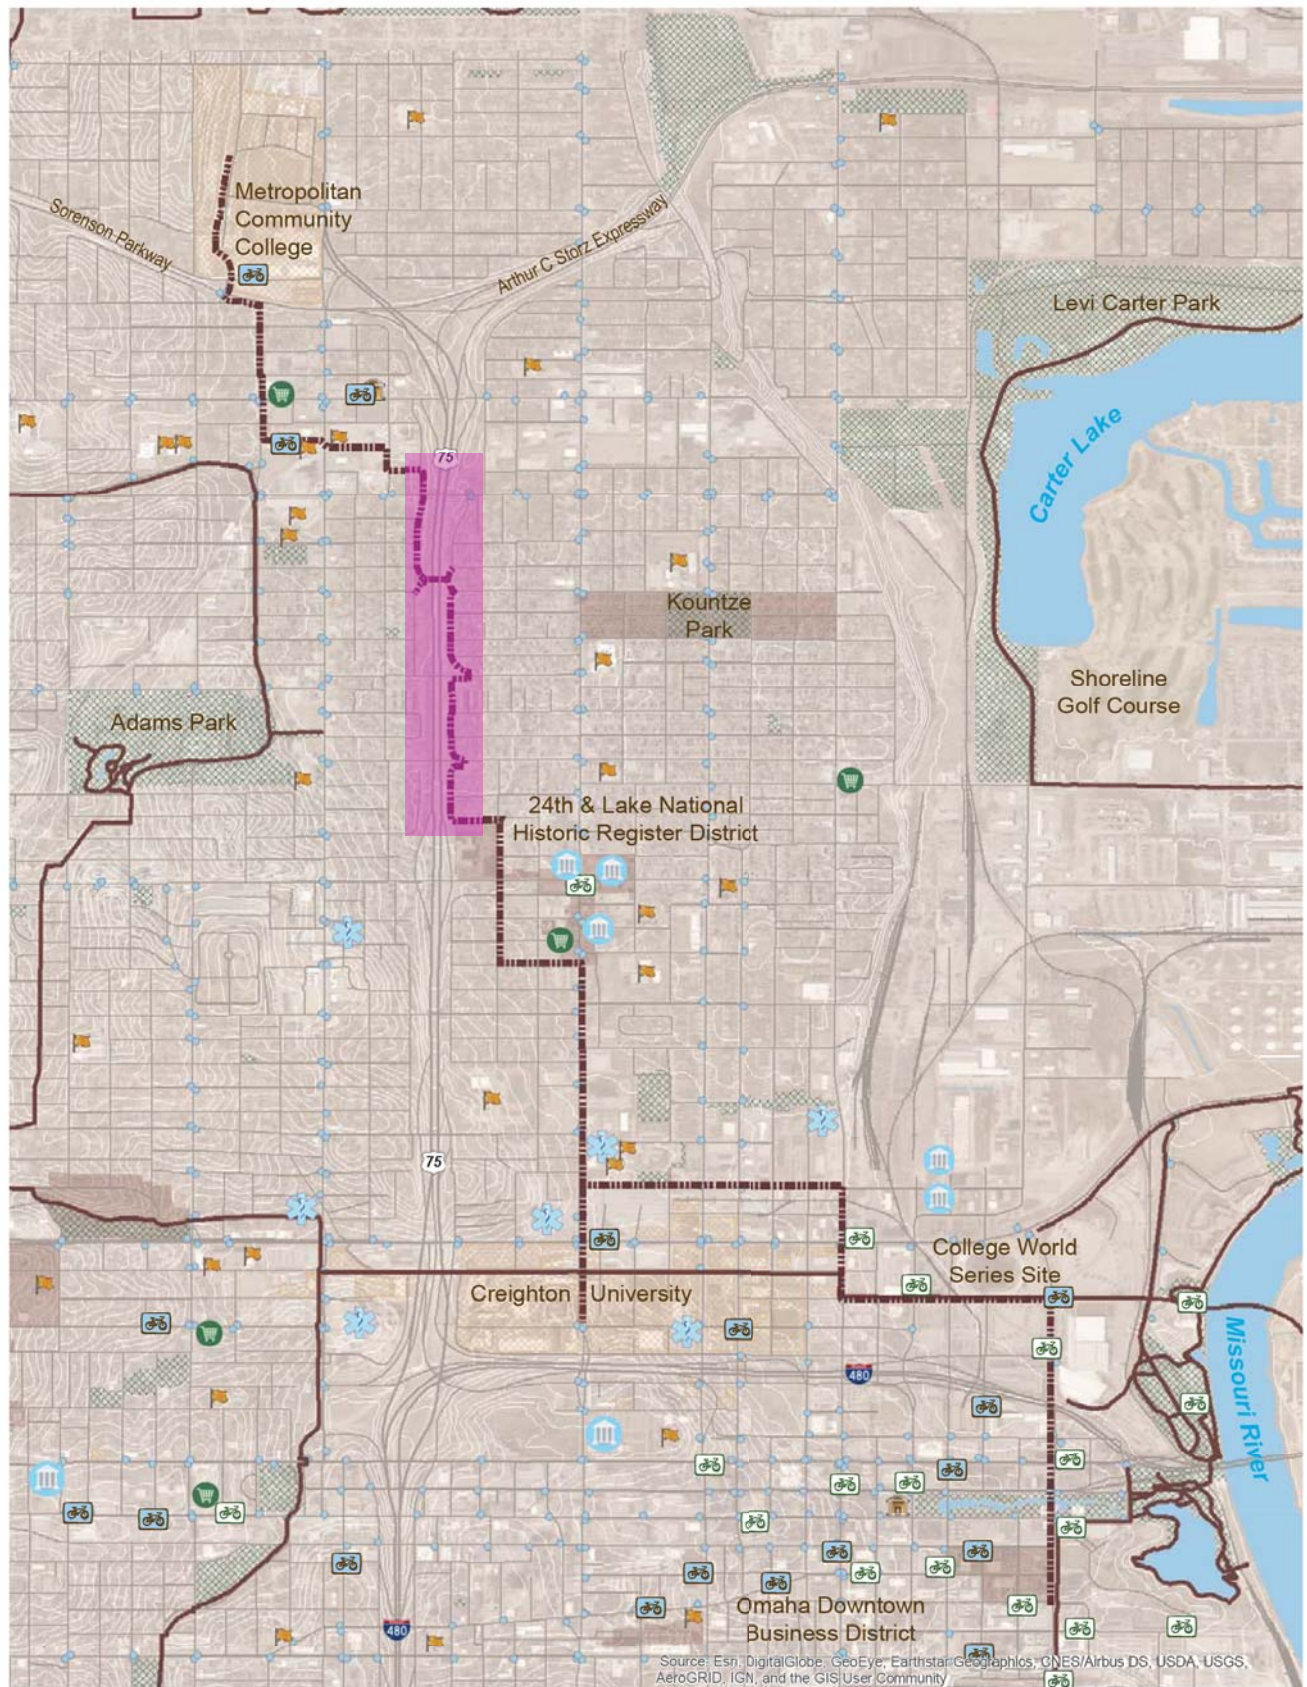 Metropolitan
Community
College
Sorenson Parkway
Arthur C Storz Expressway
Levi Carter Park
Carter Lake
75
Kountze
Park
Shoreline
Golf Course
Adams Park
24th & Lake National
Historic Register District
75
College World
Series Site
Creighton University
Missouri River
480
480
Omaha Downtown
Business District
Source: Esri, DigitalGlobe, GeoEye, Earthstar Geographics, CNES/Airbus DS, USDA, USGS,
AeroGRID, IGN, and the GIS User Community